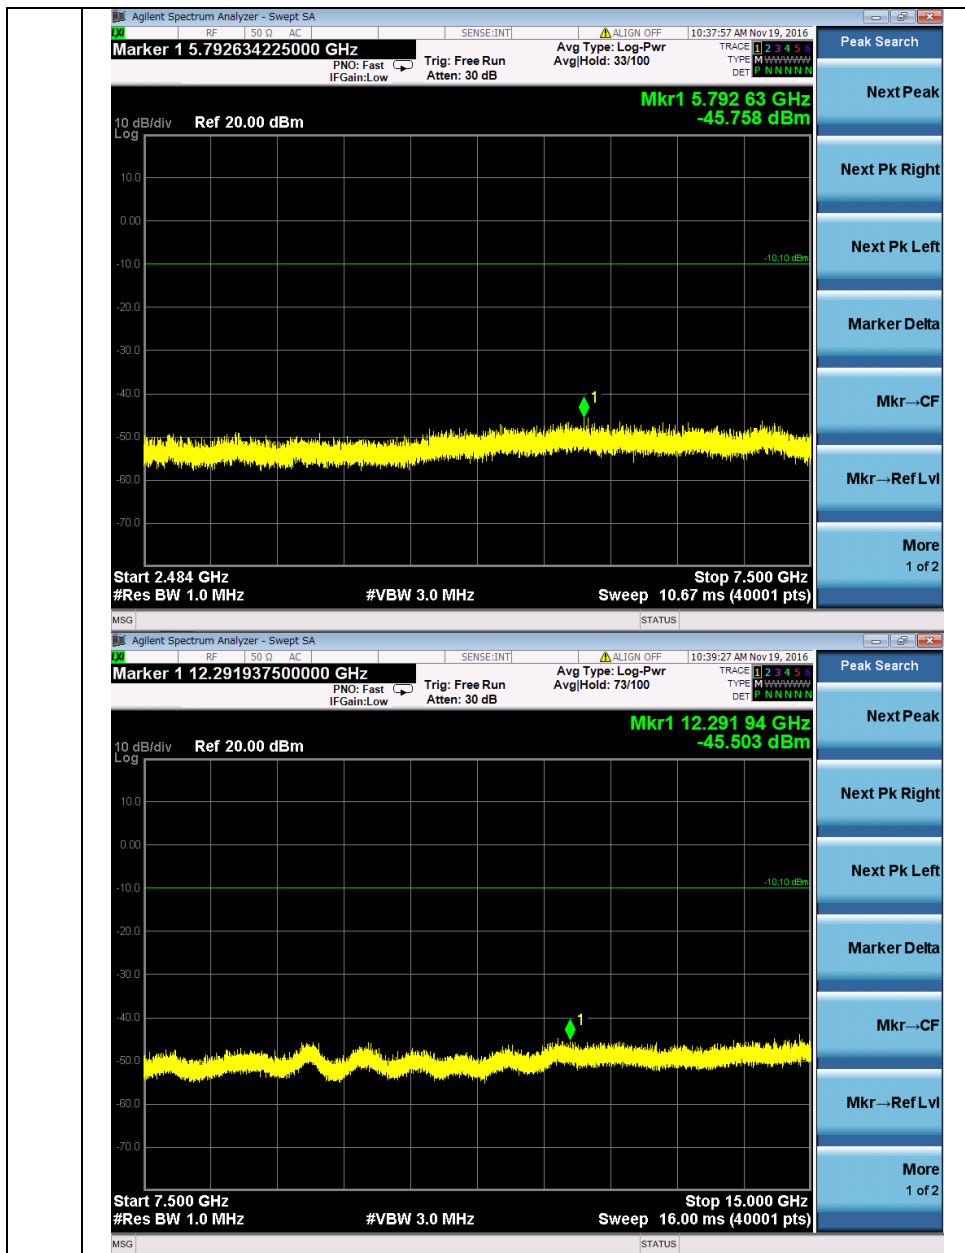 Agilent Spectrum Analyzer - Swept SA
LXI RF 50 Ω AC SENSE:INT ALIGN OFF 10:37:57 AM Nov 19, 2016
Marker 1 5.792634225000 GHz
PNO: Fast
IFGain:Low
Trig: Free Run
Atten: 30 dB
Avg Type: Log-Pwr
Avg|Hold: 33/100
TRACE 1 2 3 4 5 6
TYPE M WWWWW
DET P N N N N N
Mkr1 5.792 63 GHz
-45.758 dBm
10 dB/div Ref 20.00 dBm
Log
10.0
0.00
-10.0
-10.10 dBm
-20.0
-30.0
-40.0
1
-50.0
-60.0
-70.0
Start 2.484 GHz Stop 7.500 GHz
#Res BW 1.0 MHz #VBW 3.0 MHz Sweep 10.67 ms (40001 pts)
MSG STATUS
Peak Search
Next Peak
Next Pk Right
Next Pk Left
Marker Delta
Mkr→CF
Mkr→Ref Lvl
More
1 of 2
Agilent Spectrum Analyzer - Swept SA
LXI RF 50 Ω AC SENSE:INT ALIGN OFF 10:39:27 AM Nov 19, 2016
Marker 1 12.291937500000 GHz
PNO: Fast
IFGain:Low
Trig: Free Run
Atten: 30 dB
Avg Type: Log-Pwr
Avg|Hold: 73/100
TRACE 1 2 3 4 5 6
TYPE M WWWWW
DET P N N N N N
Mkr1 12.291 94 GHz
-45.503 dBm
10 dB/div Ref 20.00 dBm
Log
10.0
0.00
-10.0
-10.10 dBm
-20.0
-30.0
-40.0
1
-50.0
-60.0
-70.0
Start 7.500 GHz Stop 15.000 GHz
#Res BW 1.0 MHz #VBW 3.0 MHz Sweep 16.00 ms (40001 pts)
MSG STATUS
Peak Search
Next Peak
Next Pk Right
Next Pk Left
Marker Delta
Mkr→CF
Mkr→Ref Lvl
More
1 of 2